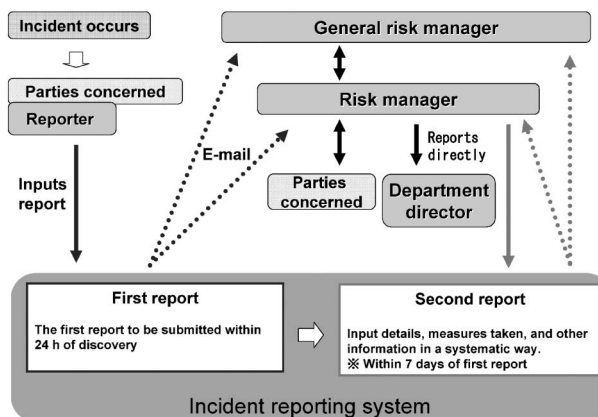 Incident occurs
General risk manager
Parties concerned
Reporter
Risk manager
E-mail
Reports
directly
Inputs
report
Parties
concerned
Department
director
First report
The first report to be submitted within
24 h of discovery
Second report
Input details, measures taken, and other
information in a systematic way.
※ Within 7 days of first report
Incident reporting system